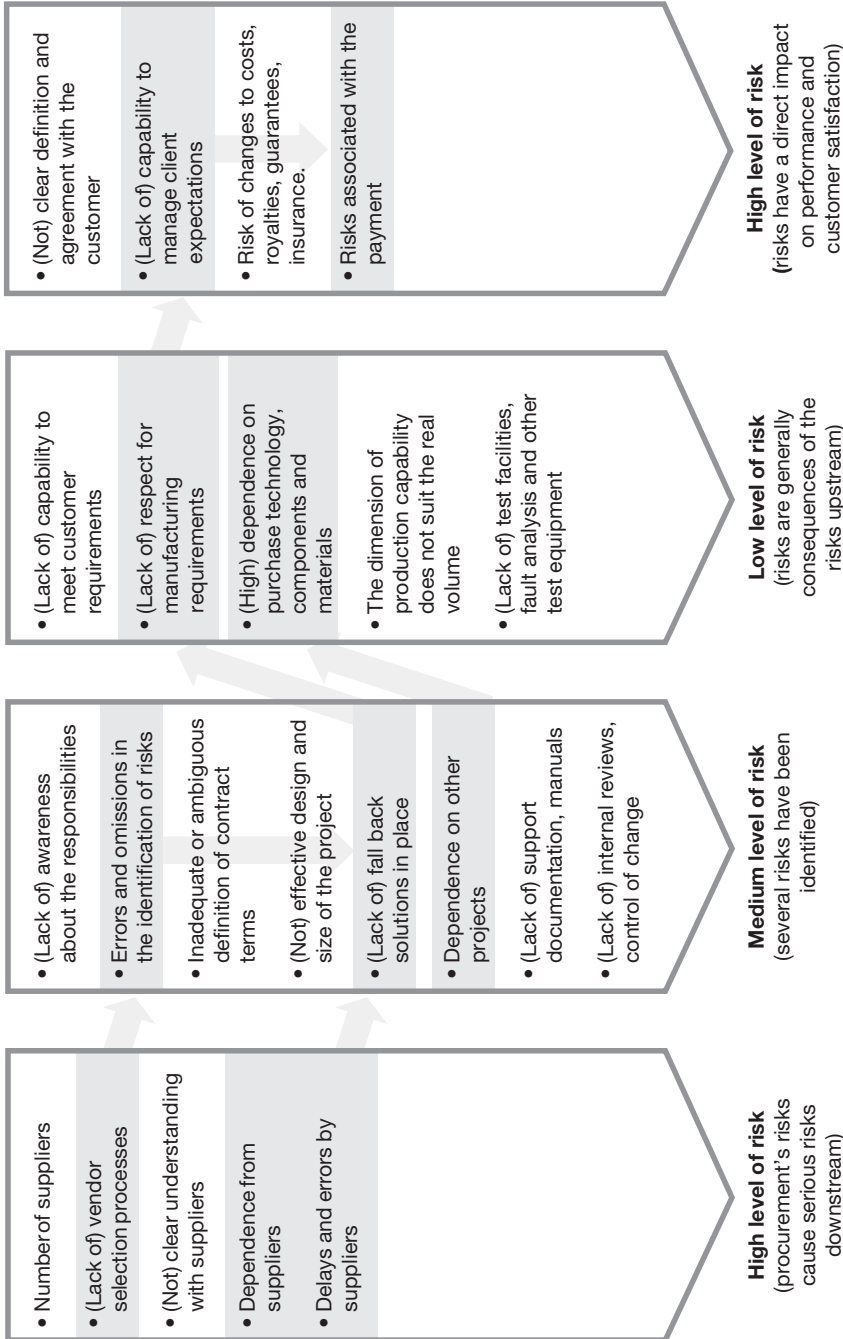 • Number of suppliers
• (Lack of) vendor
selection processes
• (Not) clear understanding
with suppliers
• Dependence from
suppliers
• Delays and errors by
suppliers
High level of risk
(procurement's risks
cause serious risks
downstream)
• (Lack of) awareness
about the responsibilities
• Errors and omissions in
the identification of risks
• Inadequate or ambiguous
definition of contract
terms
• (Not) effective design and
size of the project
• (Lack of) fall back
solutions in place
• Dependence on other
projects
• (Lack of) support
documentation, manuals
• (Lack of) internal reviews,
control of change
Medium level of risk
(several risks have been
identified)
• (Lack of) capability to
meet customer
requirements
• (Lack of) respect for
manufacturing
requirements
• (High) dependence on
purchase technology,
components and
materials
• The dimension of
production capability
does not suit the real
volume
• (Lack of) test facilities,
fault analysis and other
test equipment
Low level of risk
(risks are generally
consequences of the
risks upstream)
• (Not) clear definition and
agreement with the
customer
• (Lack of) capability to
manage client
expectations
• Risk of changes to costs,
royalties, guarantees,
insurance.
• Risks associated with the
payment
High level of risk
(risks have a direct impact
on performance and
customer satisfaction)